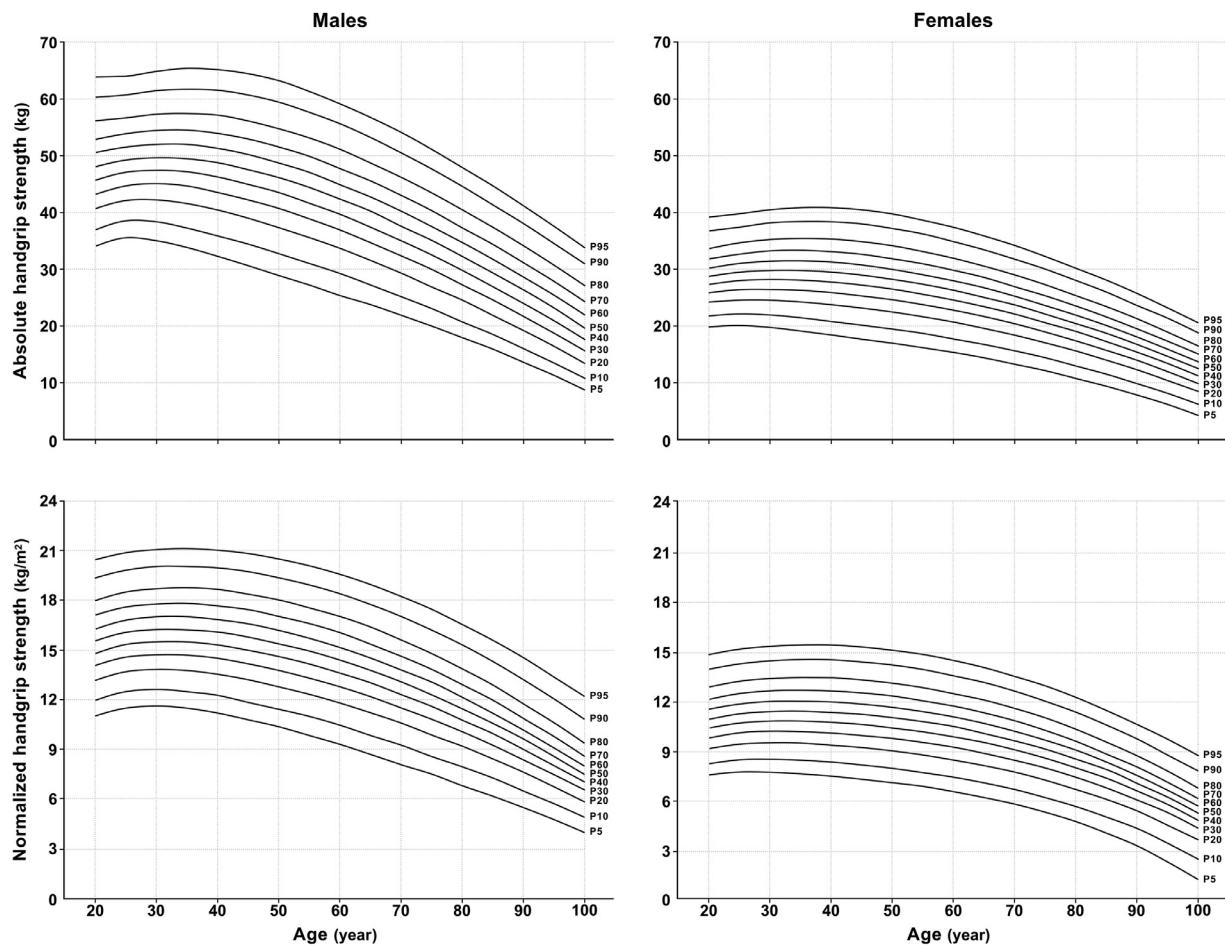 Males
Absolute handgrip strength (kg)
70
60
50
40
30
20
10
0
P95
P90
P80
P70
P60
P50
P40
P30
P20
P10
P5
Females
70
60
50
40
30
20
10
0
P95
P90
P80
P70
P60
P50
P40
P30
P20
P10
P5
Normalized handgrip strength (kg/m²)
24
21
18
15
12
9
6
3
0
P95
P90
P80
P70
P60
P50
P40
P30
P20
P10
P5
20 30 40 50 60 70 80 90 100
Age (year)
24
21
18
15
12
9
6
3
0
P95
P90
P80
P70
P60
P50
P40
P30
P20
P10
P5
20 30 40 50 60 70 80 90 100
Age (year)